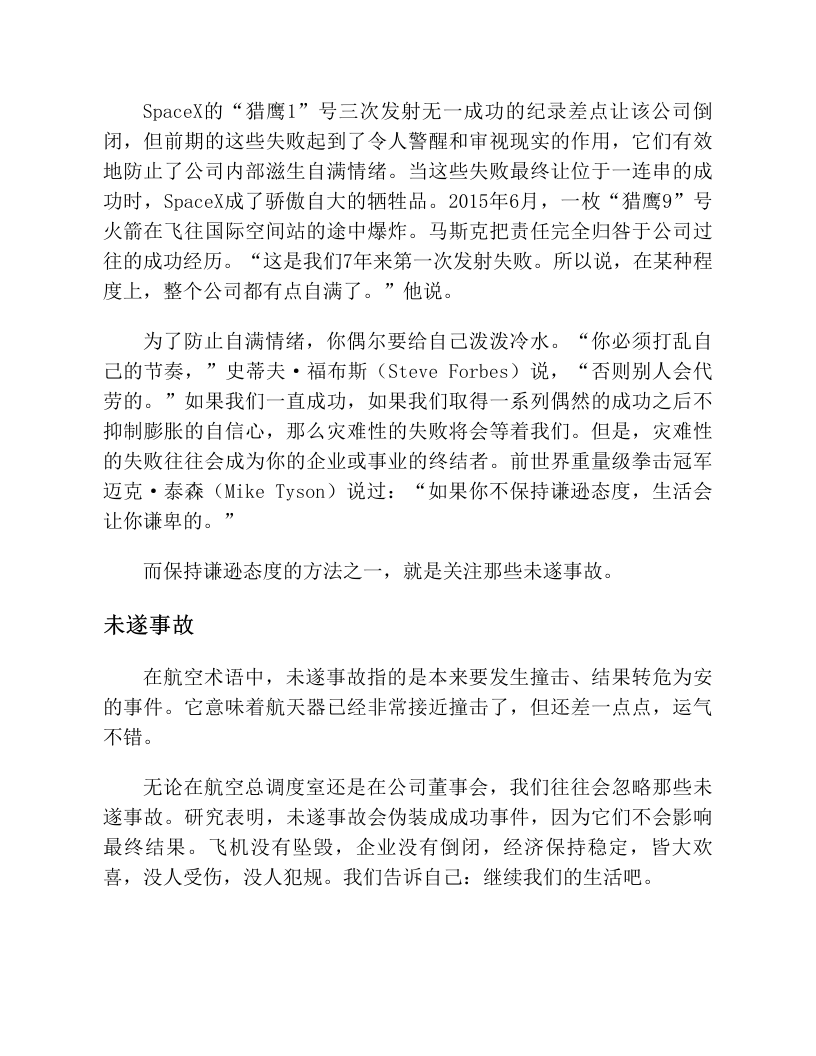 SpaceX的“猎鹰1”号三次发射无一成功的纪录差点让该公司倒
闭，但前期的这些失败起到了令人警醒和审视现实的作用，它们有效
地防止了公司内部滋生自满情绪。当这些失败最终让位于一连串的成
功时，SpaceX成了骄傲自大的牺牲品。2015年6月，一枚“猎鹰9”号
火箭在飞往国际空间站的途中爆炸。马斯克把责任完全归咎于公司过
往的成功经历。“这是我们7年来第一次发射失败。所以说，在某种程
度上，整个公司都有点自满了。”他说。
为了防止自满情绪，你偶尔要给自己泼泼冷水。“你必须打乱自
己的节奏，”史蒂夫·福布斯（Steve Forbes）说，“否则别人会代
劳的。”如果我们一直成功，如果我们取得一系列偶然的成功之后不
抑制膨胀的自信心，那么灾难性的失败将会等着我们。但是，灾难性
的失败往往会成为你的企业或事业的终结者。前世界重量级拳击冠军
迈克·泰森（Mike Tyson）说过：“如果你不保持谦逊态度，生活会
让你谦卑的。”
而保持谦逊态度的方法之一，就是关注那些未遂事故。
未遂事故
在航空术语中，未遂事故指的是本来要发生撞击、结果转危为安
的事件。它意味着航天器已经非常接近撞击了，但还差一点点，运气
不错。
无论在航空总调度室还是在公司董事会，我们往往会忽略那些未
遂事故。研究表明，未遂事故会伪装成成功事件，因为它们不会影响
最终结果。飞机没有坠毁，企业没有倒闭，经济保持稳定，皆大欢
喜，没人受伤，没人犯规。我们告诉自己：继续我们的生活吧。